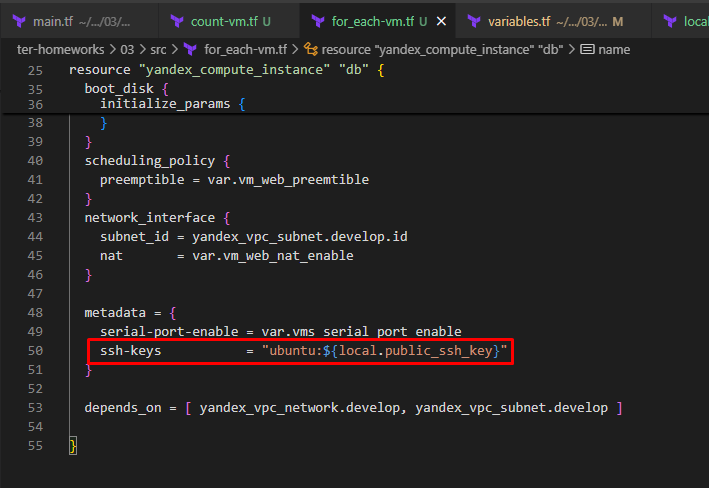 main.tf ~/.../03/... count-vm.tf U for_each-vm.tf U × variables.tf ~/.../03/... M loca
ter-homeworks > 03 > src > for_each-vm.tf > resource "yandex_compute_instance" "db" > name
25 resource "yandex_compute_instance" "db" {
35 boot_disk {
36 initialize_params {
38 }
39 }
40 scheduling_policy {
41 preemptible = var.vm_web_preemtible
42 }
43 network_interface {
44 subnet_id = yandex_vpc_subnet.develop.id
45 nat = var.vm_web_nat_enable
46 }
47
48 metadata = {
49 serial-port-enable = var.vms_serial_port_enable
50 ssh-keys = "ubuntu:${local.public_ssh_key}"
51 }
52
53 depends_on = [ yandex_vpc_network.develop, yandex_vpc_subnet.develop ]
54
55 }